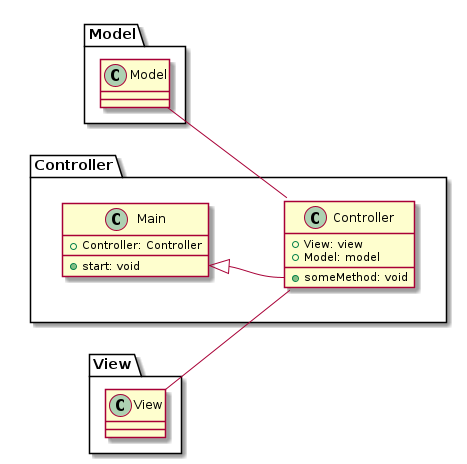 Model
C Model
Controller
C Main
Controller: Controller
start: void
C Controller
View: view
Model: model
someMethod: void
View
C View